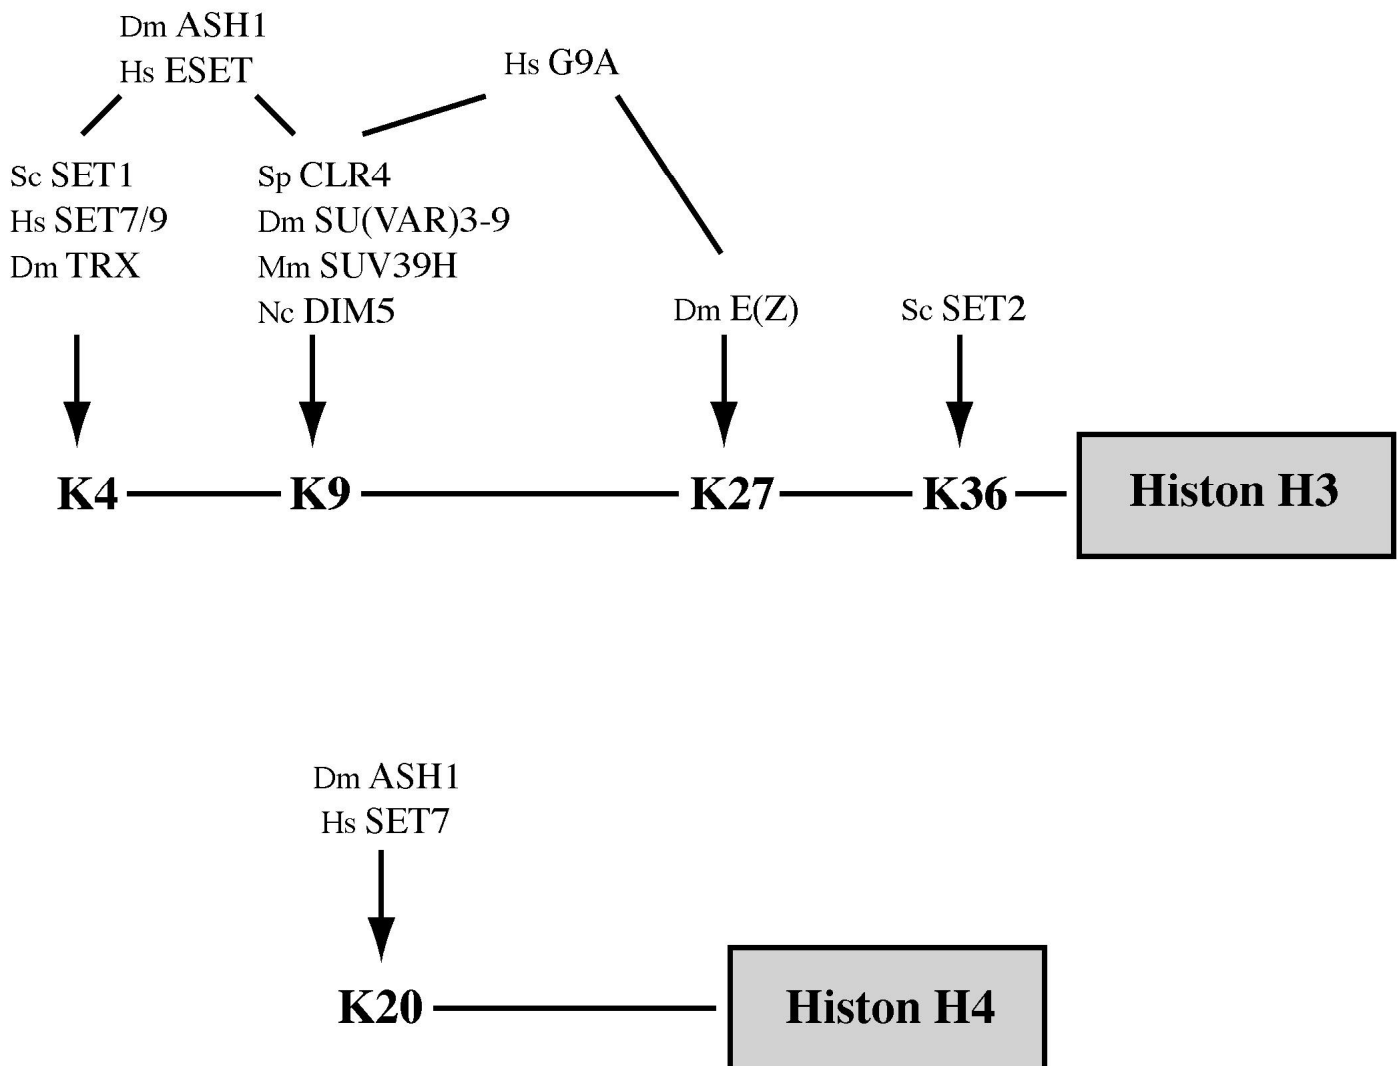 Dm ASH1
Hs ESET
Hs G9A
Sc SET1
Hs SET7/9
Dm TRX
Sp CLR4
Dm SU(VAR)3-9
Mm SUV39H
Nc DIM5
Dm E(Z)
Sc SET2
K4
K9
K27
K36
Histon H3
Dm ASH1
Hs SET7
K20
Histon H4